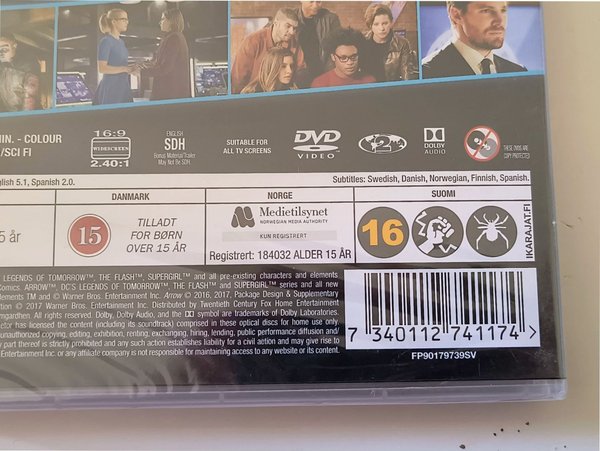 MIN. - COLOUR
/SCI FI
16:9
WIDESCREEN
2.40:1
ENGLISH
SDH
Bonus Material/Trailer
May Not Be SDH
SUITABLE FOR
ALL TV SCREENS
DVD
VIDEO
2
DOLBY
AUDIO
THESE DVDS ARE
COPY PROTECTED
glish 5.1, Spanish 2.0.
Subtitles: Swedish, Danish, Norwegian, Finnish, Spanish.
DANMARK
NORGE
SUOMI
5 år
15
TILLADT
FOR BØRN
OVER 15 ÅR
Medietilsynet
NORWEGIAN MEDIA AUTHORITY
KUN REGISTRERT
Registrert: 184032 ALDER 15 ÅR
16
IKARAJAT.FI
LEGENDS OF TOMORROW™, THE FLASH™, SUPERGIRL™ and all pre-existing characters and elements
Comics. ARROW™, DC'S LEGENDS OF TOMORROW™, THE FLASH™ and SUPERGIRL™ series and all new
lements TM and © Warner Bros. Entertainment Inc. Arrow © 2016, 2017, Package Design & Supplementary
tion © 2017 Warner Bros. Entertainment Inc. Distributed by Twentieth Century Fox Home Entertainment
yngardhen. All rights reserved. Dolby, Dolby Audio, and the DD symbol are trademarks of Dolby Laboratories.
etor has licensed the content (including its soundtrack) comprised in these optical discs for home use only
unauthorized copying, editing, exhibition, renting, exchanging, hiring, lending, public performance diffusion and/
y part thereof is strictly prohibited and any such action establishes liability for a civil action and may give rise to
Entertainment Inc. or any affiliate company is not responsible for maintaining access to any website or its content.
7 340112 741174 >
FP90179739SV